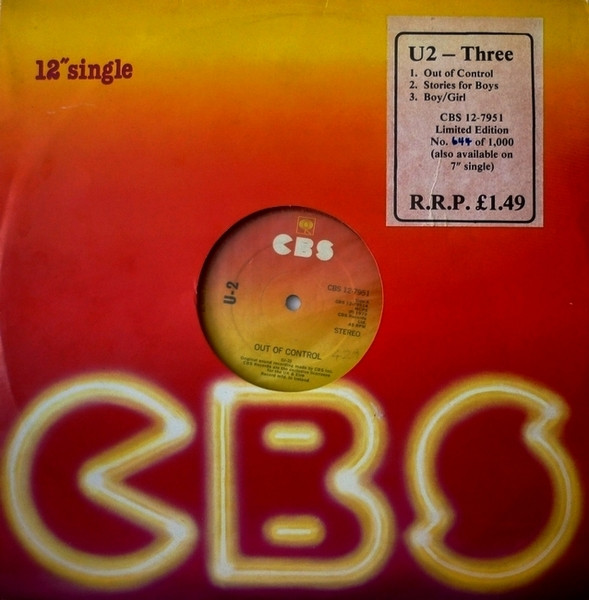 12" single
U2 – Three
1. Out of Control
2. Stories for Boys
3. Boy/Girl
CBS 12-7951
Limited Edition
No. 644 of 1,000
(also available on
7" single)
R.R.P. £1.49
CBS
U-2
CBS 12-7951
STEREO
OUT OF CONTROL
CBS